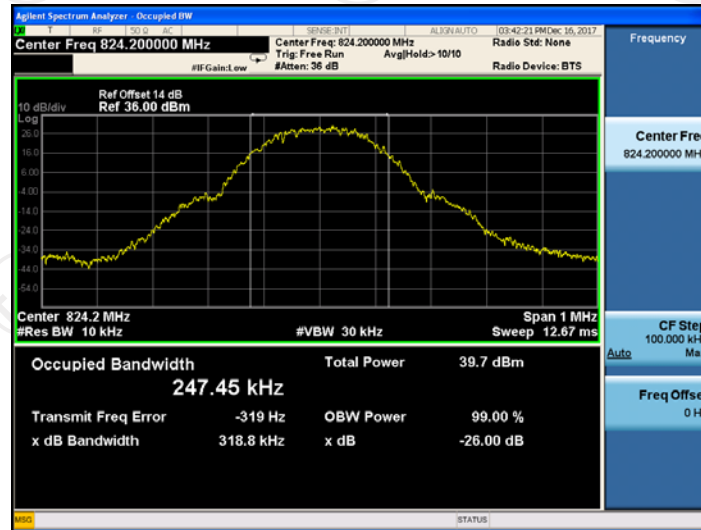 Agilent Spectrum Analyzer - Occupied BW
T RF 50 Ω AC SENSE:INT ALIGN AUTO 03:42:21 PM Dec 16, 2017
Center Freq 824.200000 MHz
Center Freq: 824.200000 MHz
Radio Std: None
Trig: Free Run Avg|Hold:> 10/10
#IFGain:Low #Atten: 36 dB Radio Device: BTS
Frequency
Ref Offset 14 dB
10 dB/div Ref 36.00 dBm
Log
26.0
16.0
6.00
-4.00
-14.0
-24.0
-34.0
-44.0
-54.0
Center Fre
824.200000 MH
Center 824.2 MHz Span 1 MHz
#Res BW 10 kHz #VBW 30 kHz Sweep 12.67 ms
CF Ste
100.000 kH
Auto Ma
Occupied Bandwidth Total Power 39.7 dBm
247.45 kHz
Transmit Freq Error -319 Hz OBW Power 99.00 %
x dB Bandwidth 318.8 kHz x dB -26.00 dB
Freq Offse
0 H
MSG STATUS